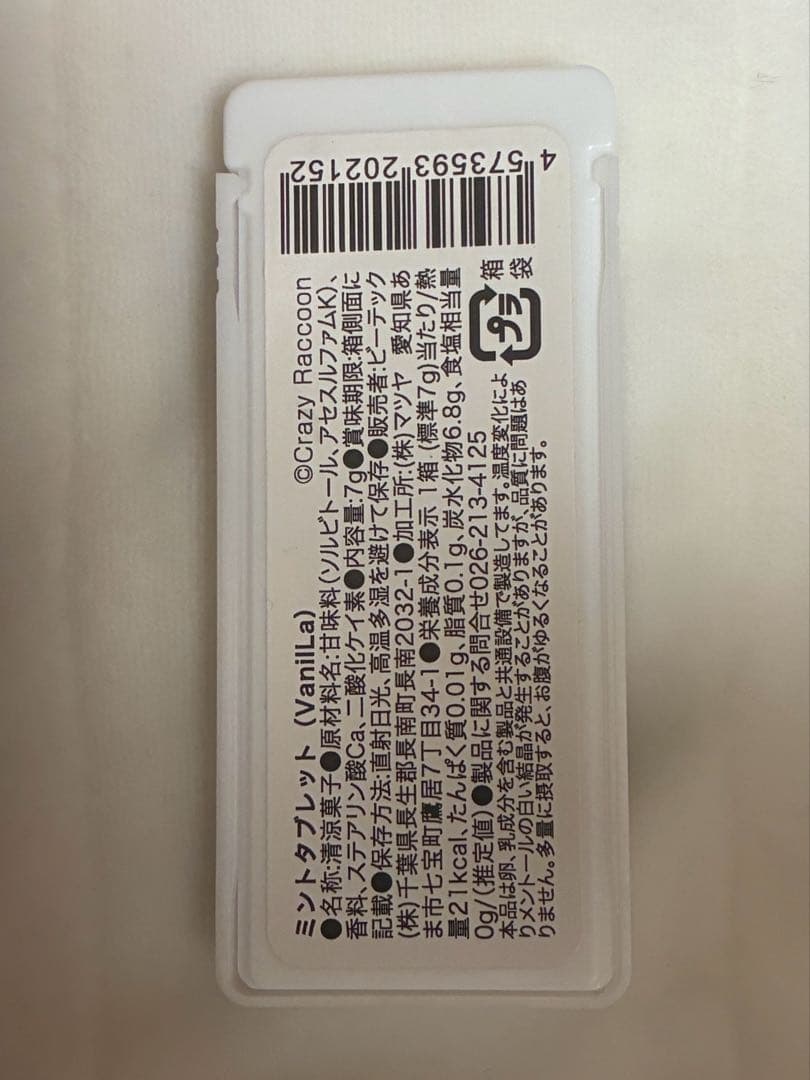 ミントタブレット（VanilLa）
©Crazy Raccoon
●名称:清涼菓子●原材料名:甘味料(ソルビトール、アセスルファムK)、
香料、ステアリン酸Ca、二酸化ケイ素●内容量:7g●賞味期限:箱側面に
記載●保存方法:直射日光、高温多湿を避けて保存●販売者:ビーテック
(株)千葉県長生郡長南町長南2032-1●加工所:(株)マツヤ 愛知県あ
ま市七宝町鷹居7丁目34-1●栄養成分表示 1箱 (標準7g)当たり/熱
量21kcal、たんぱく質0.01g、脂質0.1g、炭水化物6.8g、食塩相当量
0g/(推定値)●製品に関する問合せ026-213-4125
本品は卵、乳成分を含む製品と共通設備で製造してます。温度変化によ
りメントールの白い結晶が発生することがありますが、品質に問題はあ
りません。多量に摂取すると、お腹がゆるくなることがあります。
プラ
箱
袋
4 573593 202152